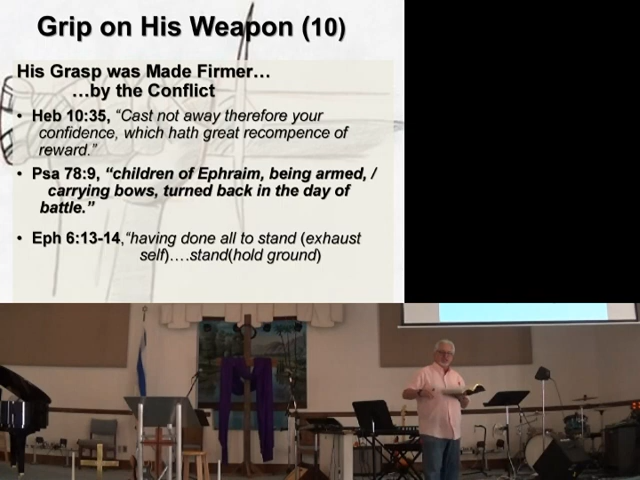 Grip on His Weapon (10)
His Grasp was Made Firmer…
…by the Conflict
• Heb 10:35, “Cast not away therefore your
confidence, which hath great recompence of
reward.”
• Psa 78:9, “children of Ephraim, being armed, /
carrying bows, turned back in the day of
battle.”
• Eph 6:13-14,“having done all to stand (exhaust
self)….stand(hold ground)